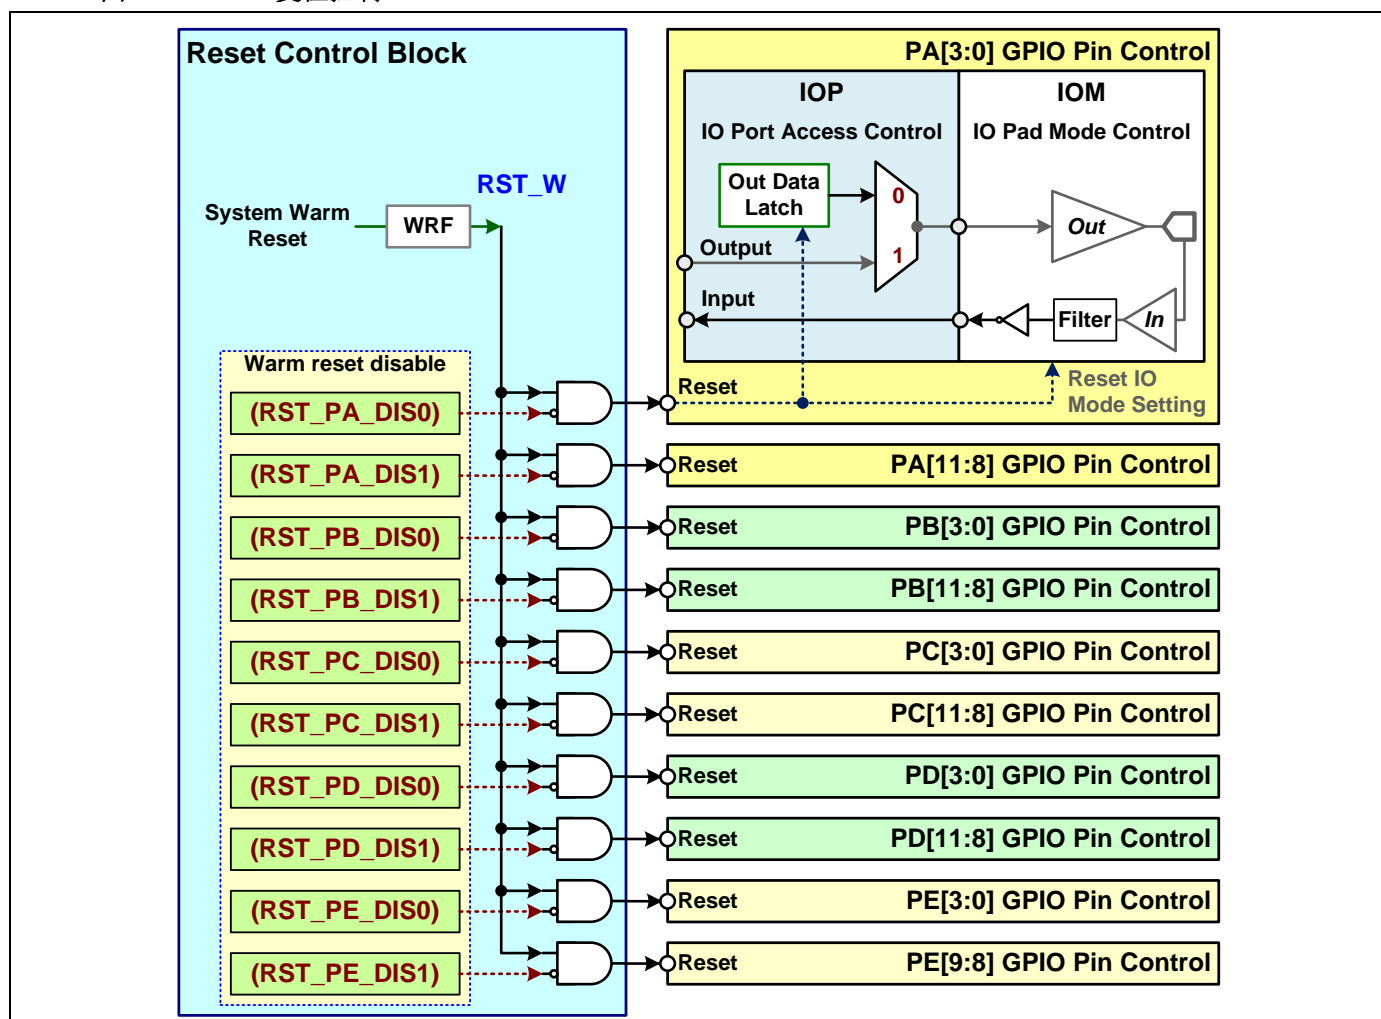 Reset Control Block
RST_W
System Warm
Reset
WRF
Warm reset disable
(RST_PA_DIS0)
(RST_PA_DIS1)
(RST_PB_DIS0)
(RST_PB_DIS1)
(RST_PC_DIS0)
(RST_PC_DIS1)
(RST_PD_DIS0)
(RST_PD_DIS1)
(RST_PE_DIS0)
(RST_PE_DIS1)
PA[3:0] GPIO Pin Control
IOP
IO Port Access Control
IOM
IO Pad Mode Control
Out Data
Latch
0
1
Output
Input
Out
In
Filter
Reset
Reset IO
Mode Setting
Reset PA[11:8] GPIO Pin Control
Reset PB[3:0] GPIO Pin Control
Reset PB[11:8] GPIO Pin Control
Reset PC[3:0] GPIO Pin Control
Reset PC[11:8] GPIO Pin Control
Reset PD[3:0] GPIO Pin Control
Reset PD[11:8] GPIO Pin Control
Reset PE[3:0] GPIO Pin Control
Reset PE[9:8] GPIO Pin Control